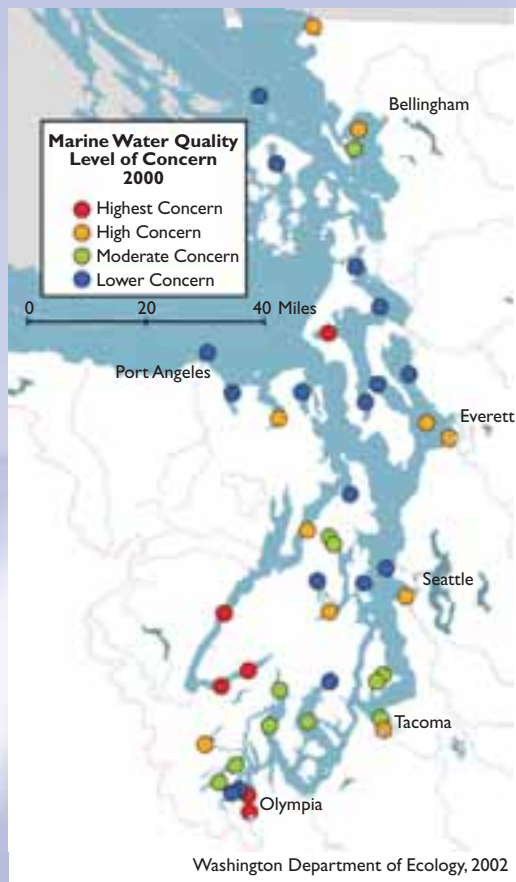 Bellingham
Marine Water Quality
Level of Concern
2000
Highest Concern
High Concern
Moderate Concern
Lower Concern
0 20 40 Miles
Port Angeles
Everett
Seattle
Tacoma
Olympia
Washington Department of Ecology, 2002